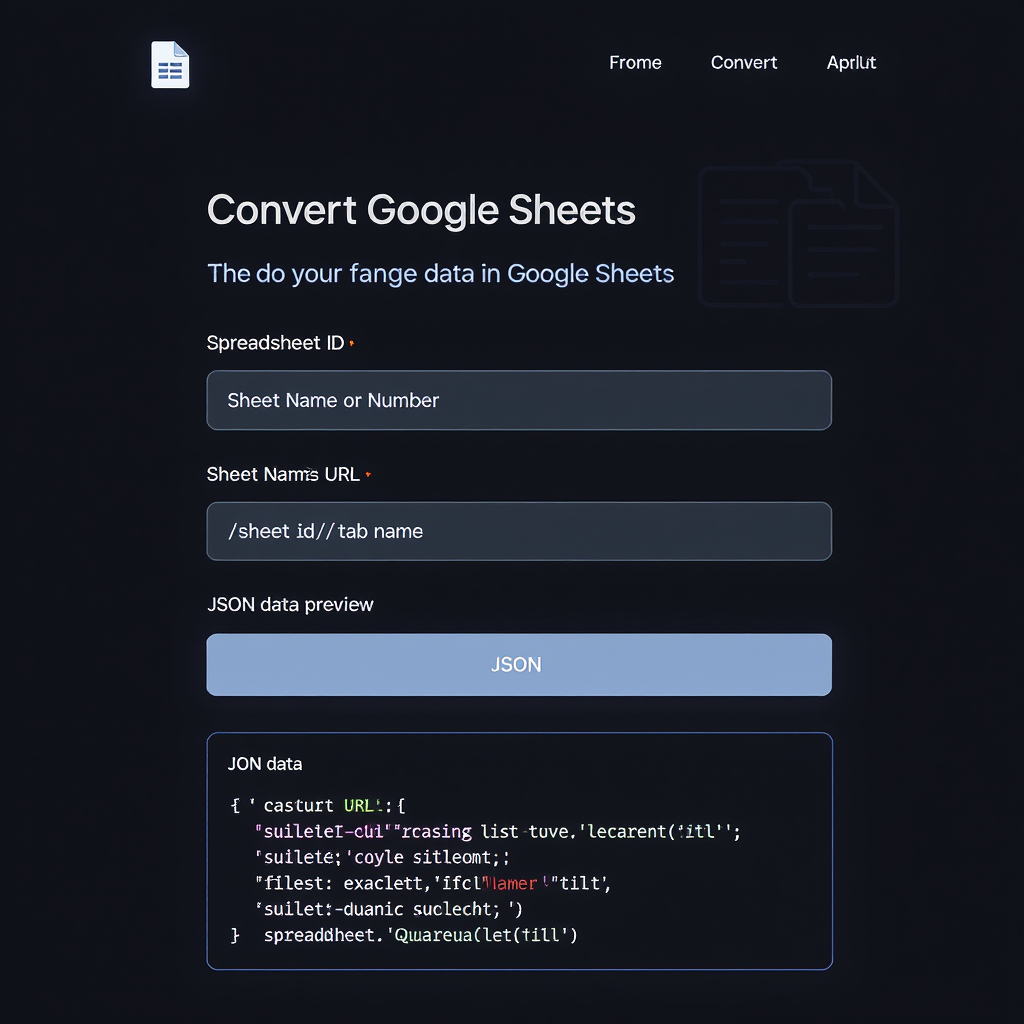 Frome Convert Aprlut
Convert Google Sheets
The do your fange data in Google Sheets
Spreadsheet ID
Sheet Name or Number
Sheet Nams URL
/sheet id//tab name
JSON data preview
JSON
JON data
{ ' casturt URL'.: {
"suileteI-cui""rcasing list-tuve.'lecarent('itl'';
'suilete; 'coyle sitleomt;;
"filest: exaclett,'ifcl"lamer '"tilt',
'suilet:-duanic suclecht; ')
} spreadsheet.'Quareua(let(till')